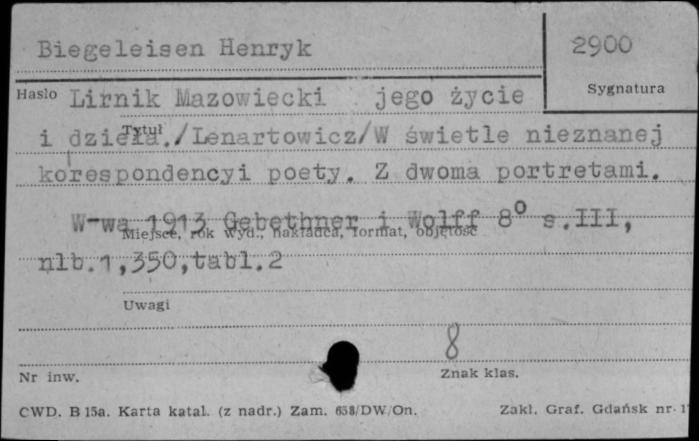 Biegeleisen Henryk
2900
Hasło
Sygnatura
Lirnik Mazowiecki jego życie
Tytuł
i dzieła./Lenartowicz/W świetle nieznanej
korespondencyi poety. Z dwoma portretami.
W-wa 1913 Gebethner i Wolff 8° s.III,
Miejsce, rok wyd., nakładca, format, objętość
nlb.1,350,tabl.2
Uwagi
8
Nr inw.
Znak klas.
CWD. B 15a. Karta katal. (z nadr.) Zam. 658/DW/On.
Zakl. Graf. Gdańsk nr.